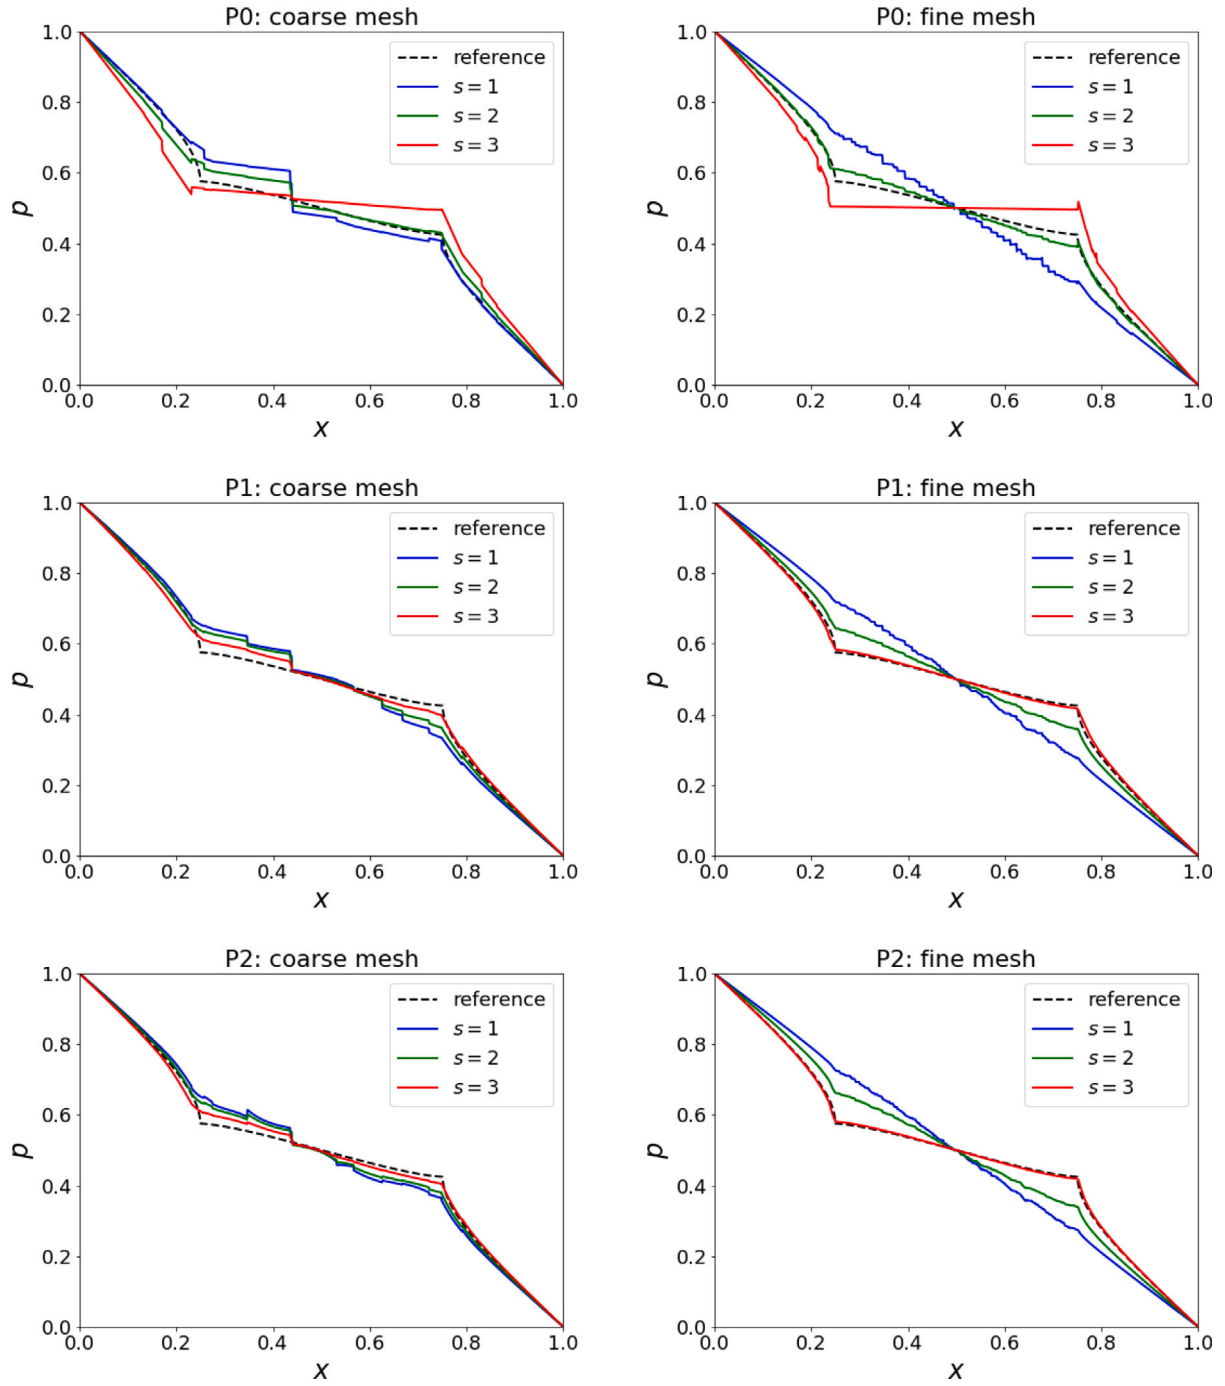 P0: coarse mesh
1.0
0.8
0.6
0.4
0.2
0.0
p
reference
s = 1
s = 2
s = 3
0.0 0.2 0.4 0.6 0.8 1.0
x
P0: fine mesh
1.0
0.8
0.6
0.4
0.2
0.0
p
reference
s = 1
s = 2
s = 3
0.0 0.2 0.4 0.6 0.8 1.0
x
P1: coarse mesh
1.0
0.8
0.6
0.4
0.2
0.0
p
reference
s = 1
s = 2
s = 3
0.0 0.2 0.4 0.6 0.8 1.0
x
P1: fine mesh
1.0
0.8
0.6
0.4
0.2
0.0
p
reference
s = 1
s = 2
s = 3
0.0 0.2 0.4 0.6 0.8 1.0
x
P2: coarse mesh
1.0
0.8
0.6
0.4
0.2
0.0
p
reference
s = 1
s = 2
s = 3
0.0 0.2 0.4 0.6 0.8 1.0
x
P2: fine mesh
1.0
0.8
0.6
0.4
0.2
0.0
p
reference
s = 1
s = 2
s = 3
0.0 0.2 0.4 0.6 0.8 1.0
x